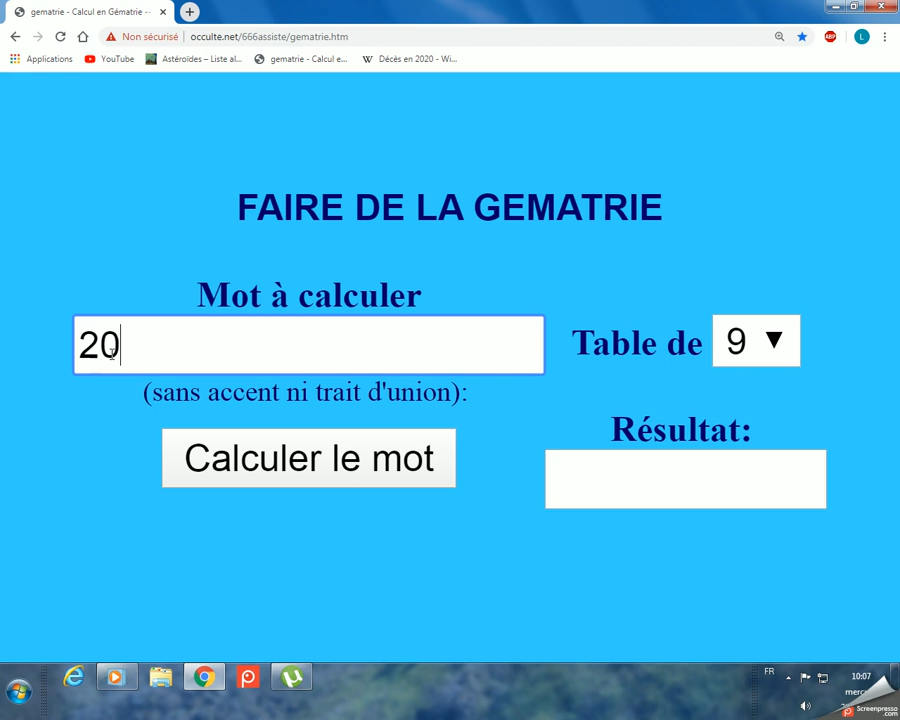 gematrie - Calcul en Gématrie -
Non sécurisé
occulte.net/666assiste/gematrie.htm
ABP
L
Applications
YouTube
Astéroïdes – Liste al...
gematrie - Calcul e...
W
Décès en 2020 - Wi...
FAIRE DE LA GEMATRIE
Mot à calculer
20
Table de
9
(sans accent ni trait d'union):
Calculer le mot
Résultat:
FR
10:07
Screenpresso
.com